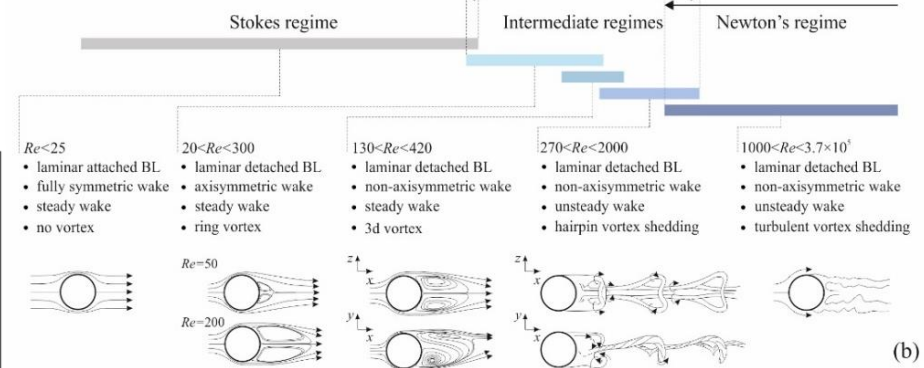 Stokes regime
Intermediate regimes
Newton's regime
Re<25
• laminar attached BL
• fully symmetric wake
• steady wake
• no vortex
20<Re<300
• laminar detached BL
• axisymmetric wake
• steady wake
• ring vortex
130<Re<420
• laminar detached BL
• non-axisymmetric wake
• steady wake
• 3d vortex
270<Re<2000
• laminar detached BL
• non-axisymmetric wake
• unsteady wake
• hairpin vortex shedding
1000<Re<3.7×10⁵
• laminar detached BL
• non-axisymmetric wake
• unsteady wake
• turbulent vortex shedding
Re=50
z
x
z
x
Re=200
y
x
y
x
(b)